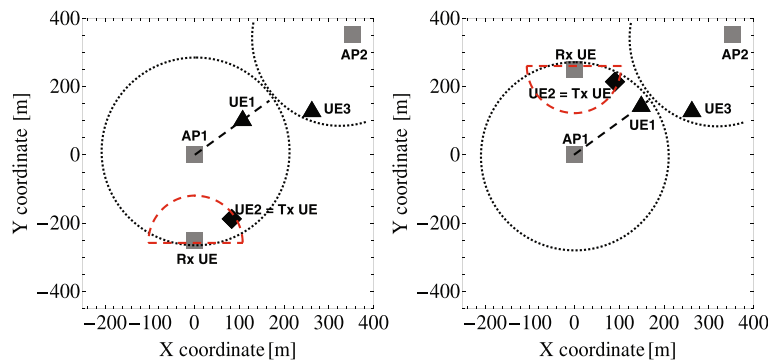 400
200
0
−200
−400
Y coordinate [m]
AP2
UE1
UE3
AP1
UE2 = Tx UE
Rx UE
−200 −100 0 100 200 300 400
X coordinate [m]
400
200
0
−200
−400
Y coordinate [m]
Rx UE
AP2
UE2 = Tx UE
UE3
UE1
AP1
−200 −100 0 100 200 300 400
X coordinate [m]